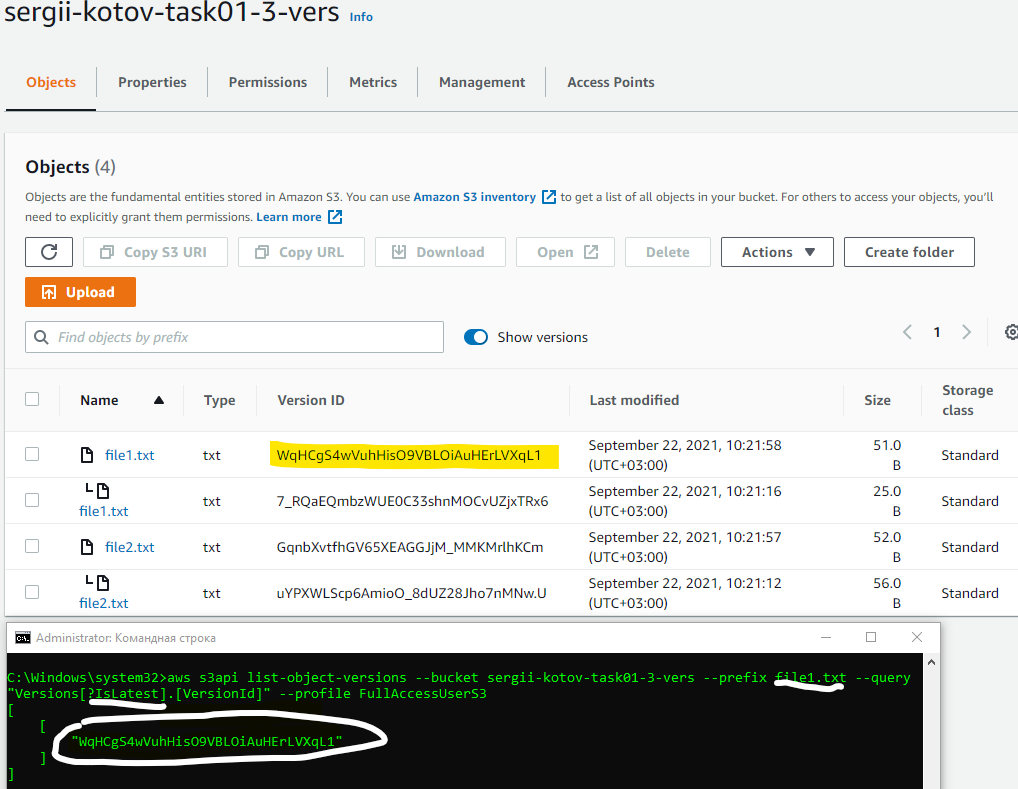 sergii-kotov-task01-3-vers Info
Objects Properties Permissions Metrics Management Access Points
Objects (4)
Objects are the fundamental entities stored in Amazon S3. You can use Amazon S3 inventory to get a list of all objects in your bucket. For others to access your objects, you'll
need to explicitly grant them permissions. Learn more
Copy S3 URI Copy URL Download Open Delete Actions Create folder
Upload
Find objects by prefix Show versions 1
Name Type Version ID Last modified Size Storage class
file1.txt txt WqHCgS4wVuhHisO9VBLOiAuHErLVXqL1 September 22, 2021, 10:21:58 (UTC+03:00) 51.0 B Standard
file1.txt txt 7_RQaEQmbzWUE0C33shnMOCvUZjxTRx6 September 22, 2021, 10:21:16 (UTC+03:00) 25.0 B Standard
file2.txt txt GqnbXvtfhGV65XEAGGJjM_MMKMrlhKCm September 22, 2021, 10:21:57 (UTC+03:00) 52.0 B Standard
file2.txt txt uYPXWLScp6AmioO_8dUZ28Jho7nMNw.U September 22, 2021, 10:21:12 (UTC+03:00) 56.0 B Standard
Administrator: Командная строка
C:\Windows\system32>aws s3api list-object-versions --bucket sergii-kotov-task01-3-vers --prefix file1.txt --query
"Versions[?IsLatest].[VersionId]" --profile FullAccessUserS3
[
[
"WqHCgS4wVuhHisO9VBLOiAuHErLVXqL1"
]
]